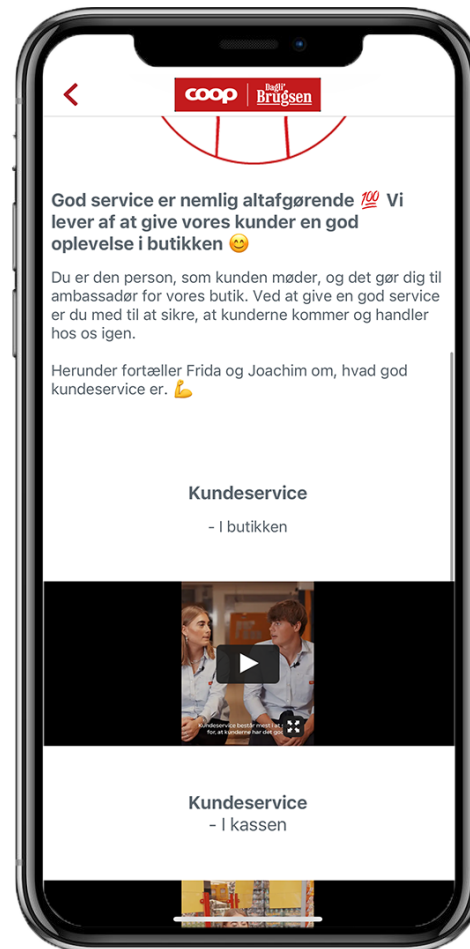 coop Dagli' Brugsen
God service er nemlig altafgørende 💯 Vi
lever af at give vores kunder en god
oplevelse i butikken 😊
Du er den person, som kunden møder, og det gør dig til
ambassadør for vores butik. Ved at give en god service
er du med til at sikre, at kunderne kommer og handler
hos os igen.
Herunder fortæller Frida og Joachim om, hvad god
kundeservice er. 💪
Kundeservice
- I butikken
Kundeservice består mest i at
for, at kunderne har det
Kundeservice
- I kassen